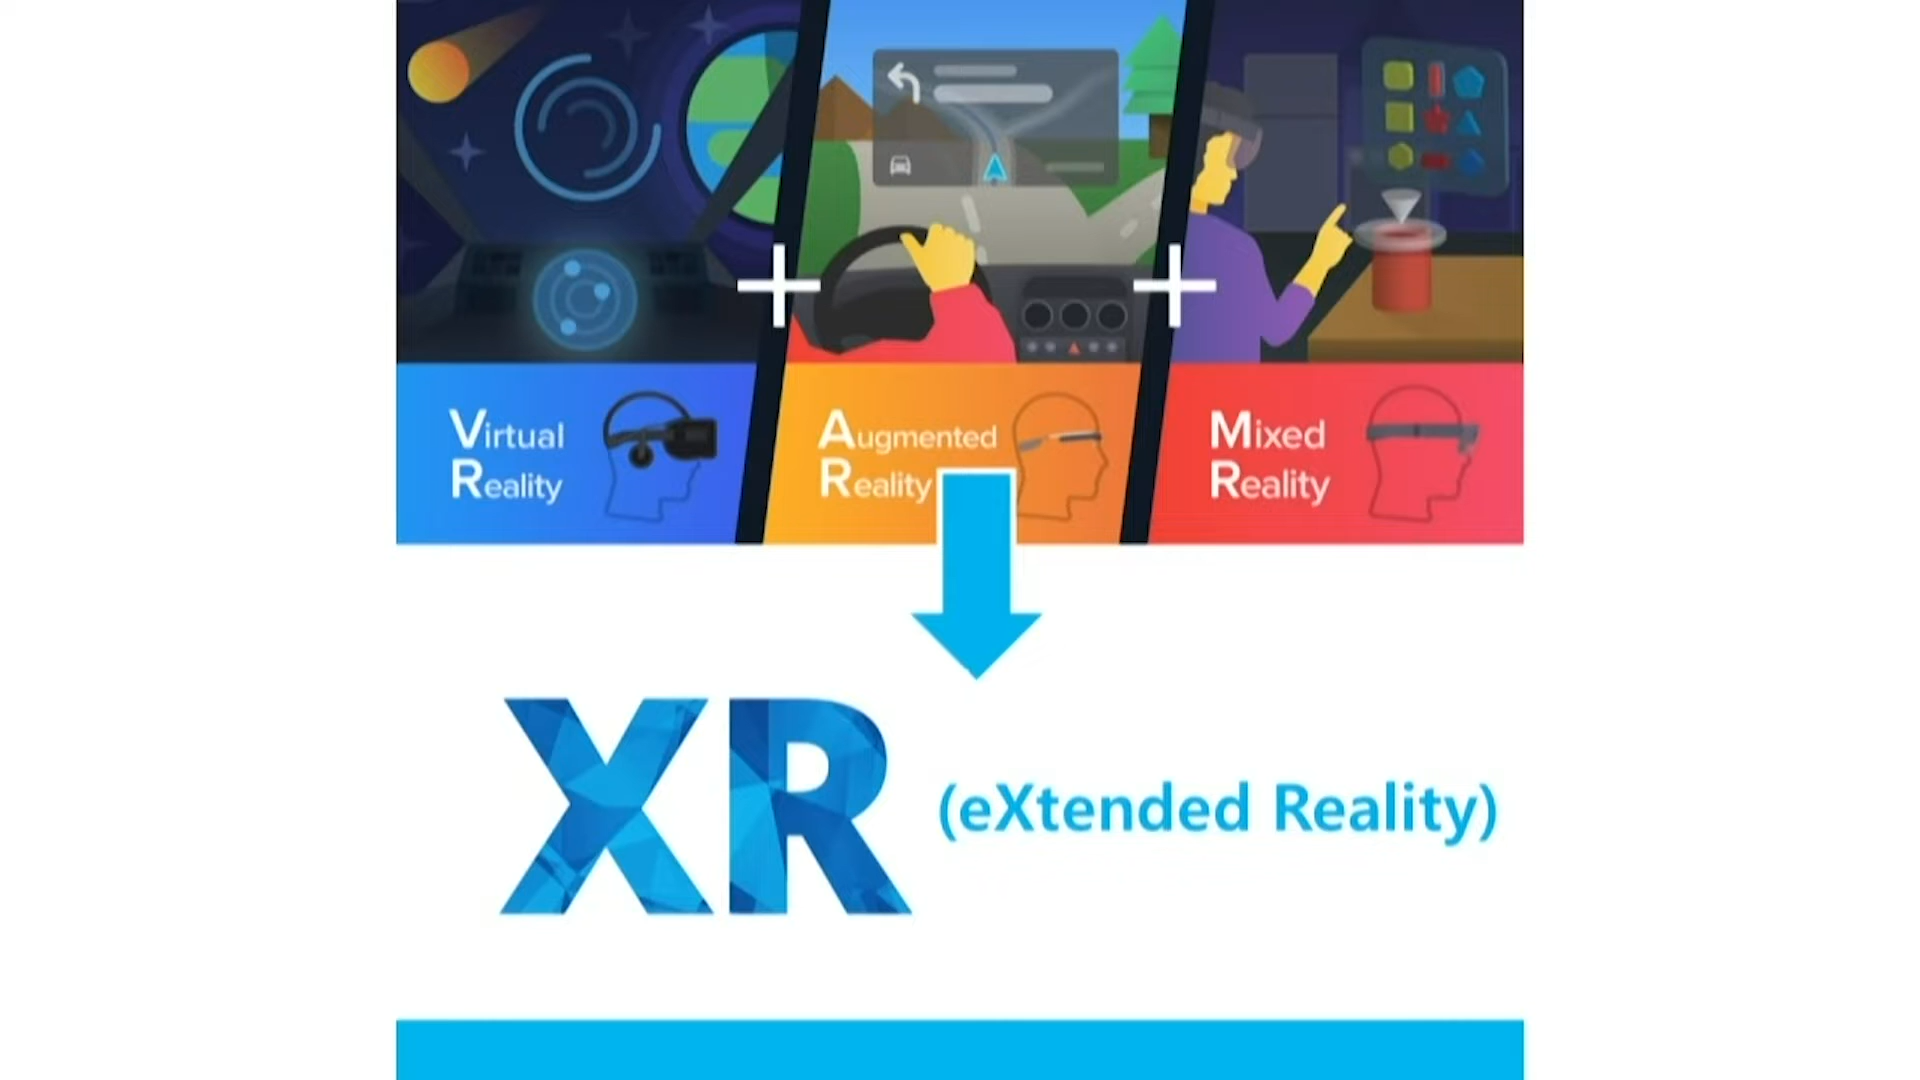 Virtual
Reality
Augmented
Reality
Mixed
Reality
XR
(eXtended Reality)